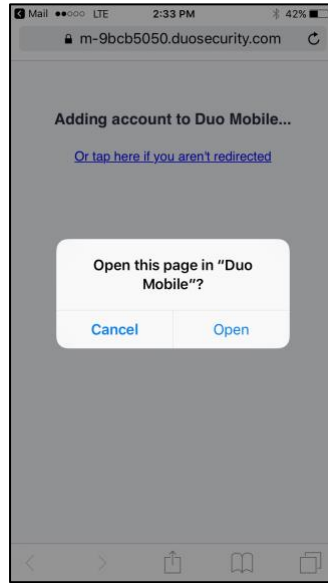 Mail LTE 2:33 PM 42%
m-9bcb5050.duosecurity.com
Adding account to Duo Mobile...
Or tap here if you aren't redirected
Open this page in “Duo
Mobile”?
Cancel Open